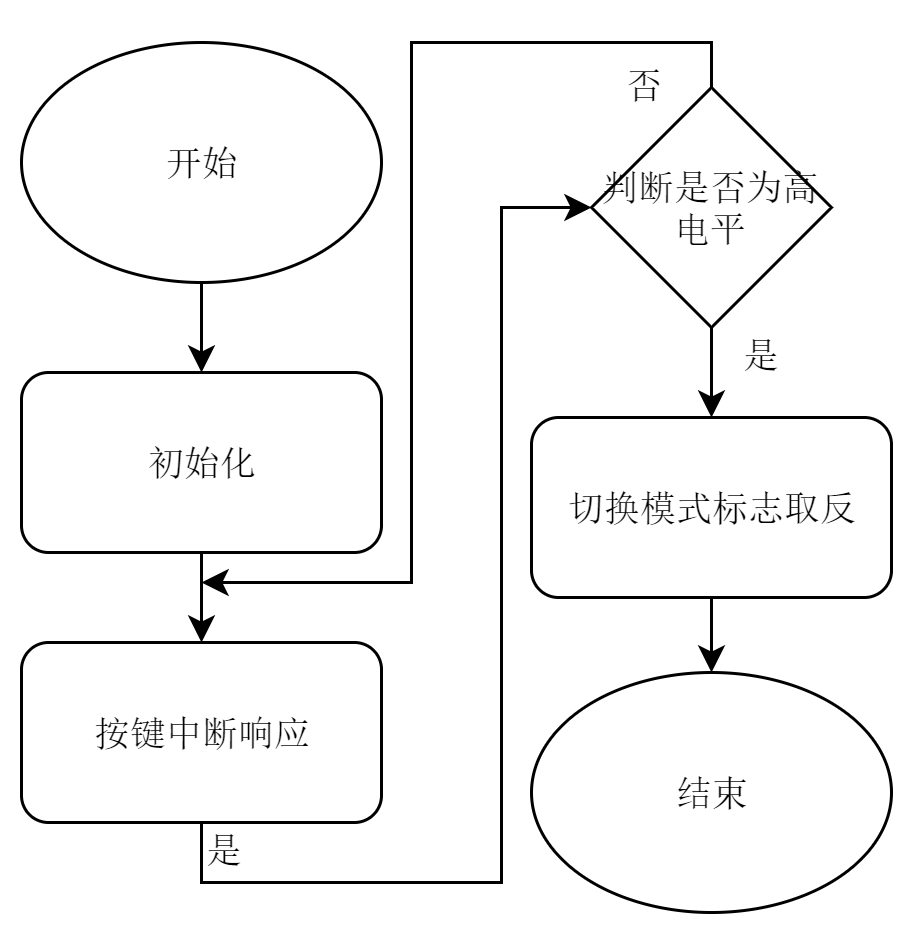 开始
初始化
按键中断响应
是
否
判断是否为高
电平
是
切换模式标志取反
结束